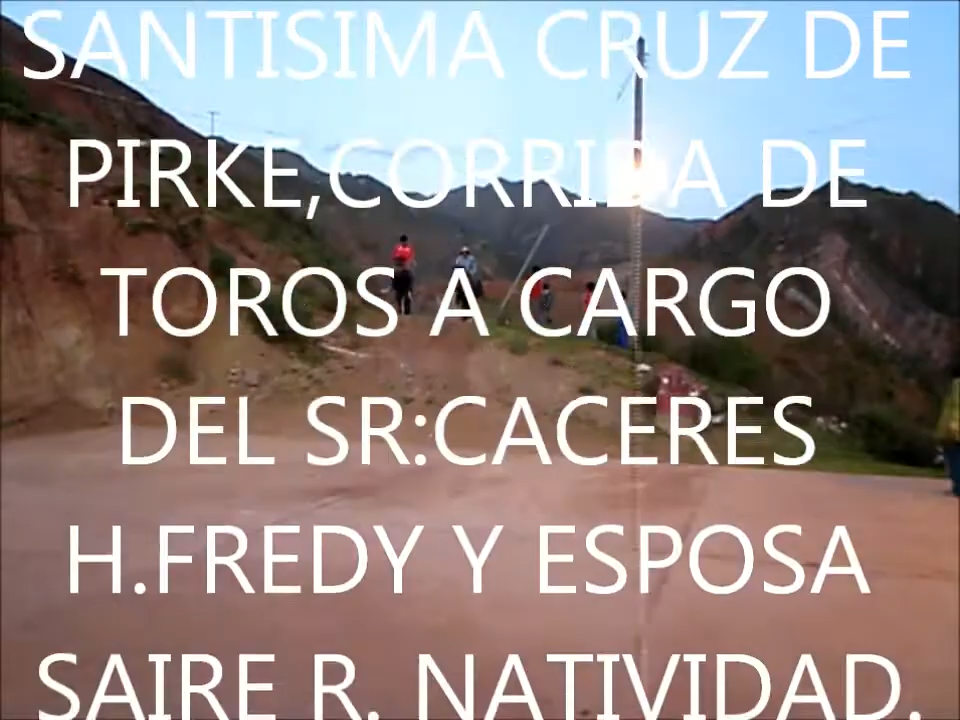 SANTISIMA CRUZ DE
PIRKE,CORRIDA DE
TOROS A CARGO
DEL SR:CACERES
H.FREDY Y ESPOSA
SAIRE R. NATIVIDAD.